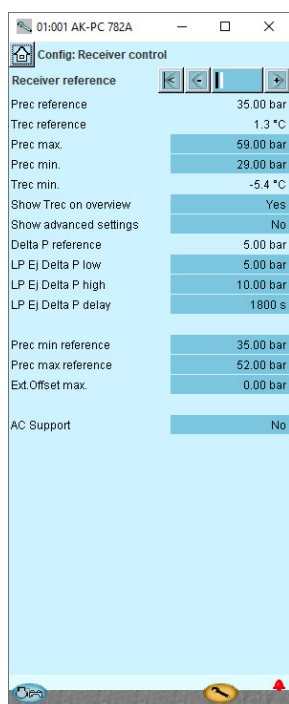 01:001 AK-PC 782A
Config: Receiver control
Receiver reference
Prec reference 35.00 bar
Trec reference 1.3 °C
Prec max. 59.00 bar
Prec min. 29.00 bar
Trec min. -5.4 °C
Show Trec on overview Yes
Show advanced settings No
Delta P reference 5.00 bar
LP Ej Delta P low 5.00 bar
LP Ej Delta P high 10.00 bar
LP Ej Delta P delay 1800 s
Prec min reference 35.00 bar
Prec max reference 52.00 bar
Ext.Offset max. 0.00 bar
AC Support No